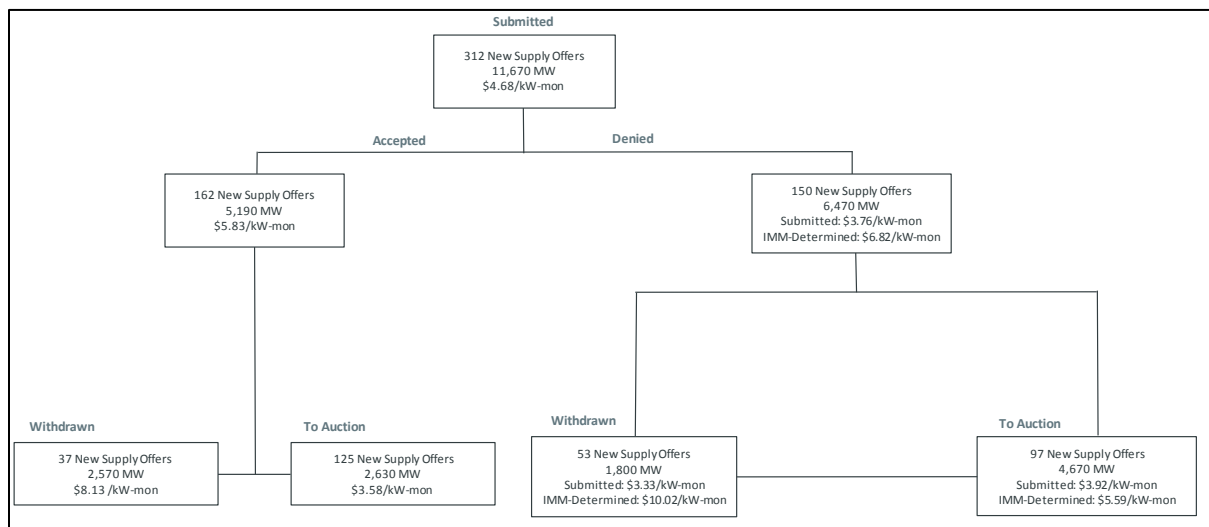 Submitted
312 New Supply Offers
11,670 MW
$4.68/kW-mon
Accepted
Denied
162 New Supply Offers
5,190 MW
$5.83/kW-mon
150 New Supply Offers
6,470 MW
Submitted: $3.76/kW-mon
IMM-Determined: $6.82/kW-mon
Withdrawn
37 New Supply Offers
2,570 MW
$8.13 /kW-mon
To Auction
125 New Supply Offers
2,630 MW
$3.58/kW-mon
Withdrawn
53 New Supply Offers
1,800 MW
Submitted: $3.33/kW-mon
IMM-Determined: $10.02/kW-mon
To Auction
97 New Supply Offers
4,670 MW
Submitted: $3.92/kW-mon
IMM-Determined: $5.59/kW-mon